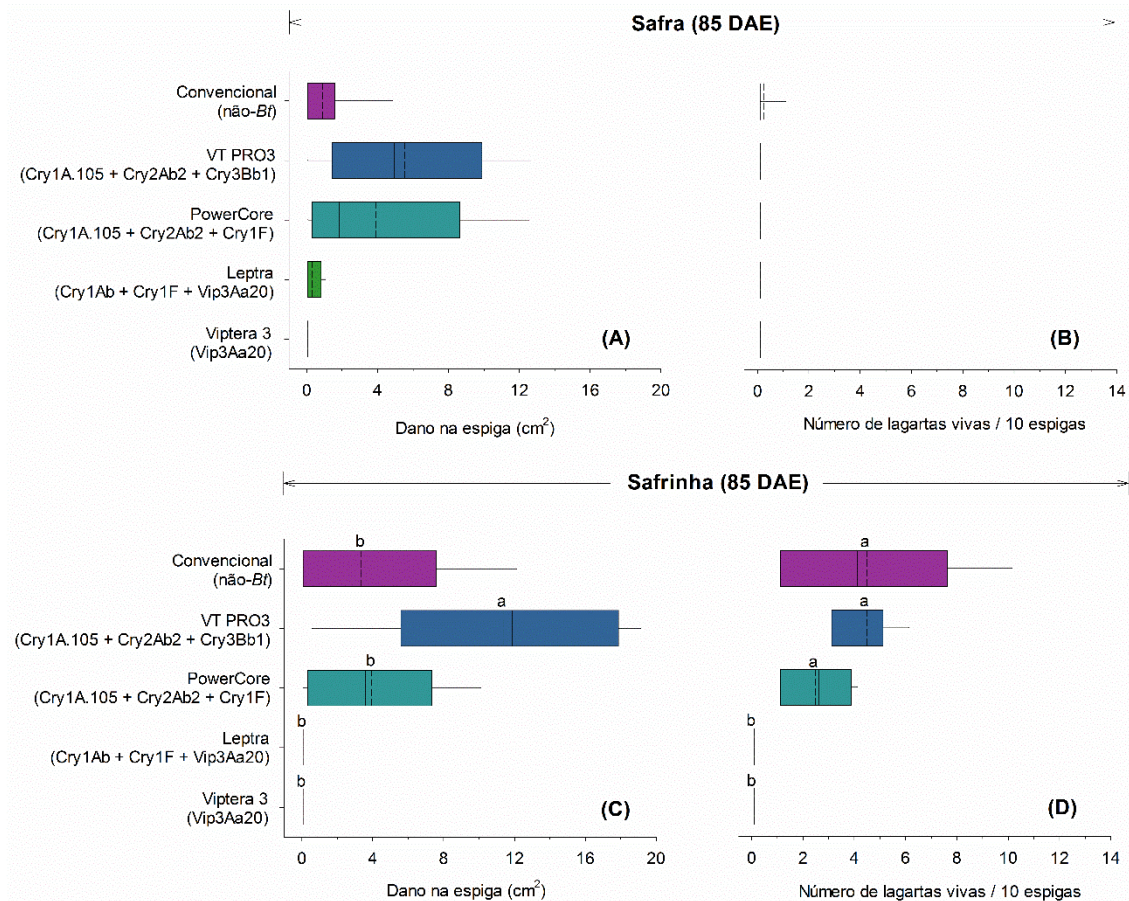 Safra (85 DAE)
Convencional
(não-Bt)
VT PRO3
(Cry1A.105 + Cry2Ab2 + Cry3Bb1)
PowerCore
(Cry1A.105 + Cry2Ab2 + Cry1F)
Leptra
(Cry1Ab + Cry1F + Vip3Aa20)
Viptera 3
(Vip3Aa20)
(A)
(B)
0 4 8 12 16 20
0 2 4 6 8 10 12 14
Dano na espiga (cm²)
Número de lagartas vivas / 10 espigas
Safrinha (85 DAE)
Convencional
(não-Bt)
VT PRO3
(Cry1A.105 + Cry2Ab2 + Cry3Bb1)
PowerCore
(Cry1A.105 + Cry2Ab2 + Cry1F)
Leptra
(Cry1Ab + Cry1F + Vip3Aa20)
Viptera 3
(Vip3Aa20)
b
a
b
b
b
(C)
a
a
a
b
b
(D)
0 4 8 12 16 20
0 2 4 6 8 10 12 14
Dano na espiga (cm²)
Número de lagartas vivas / 10 espigas